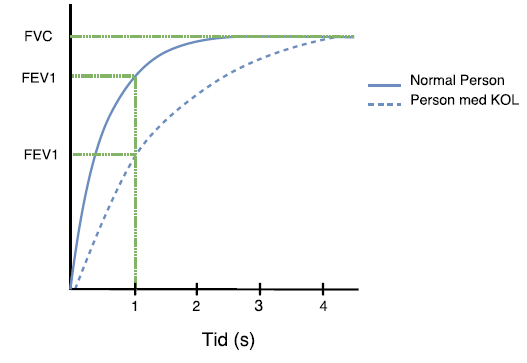 FVC
FEV1
FEV1
Normal Person
Person med KOL
1 2 3 4
Tid (s)